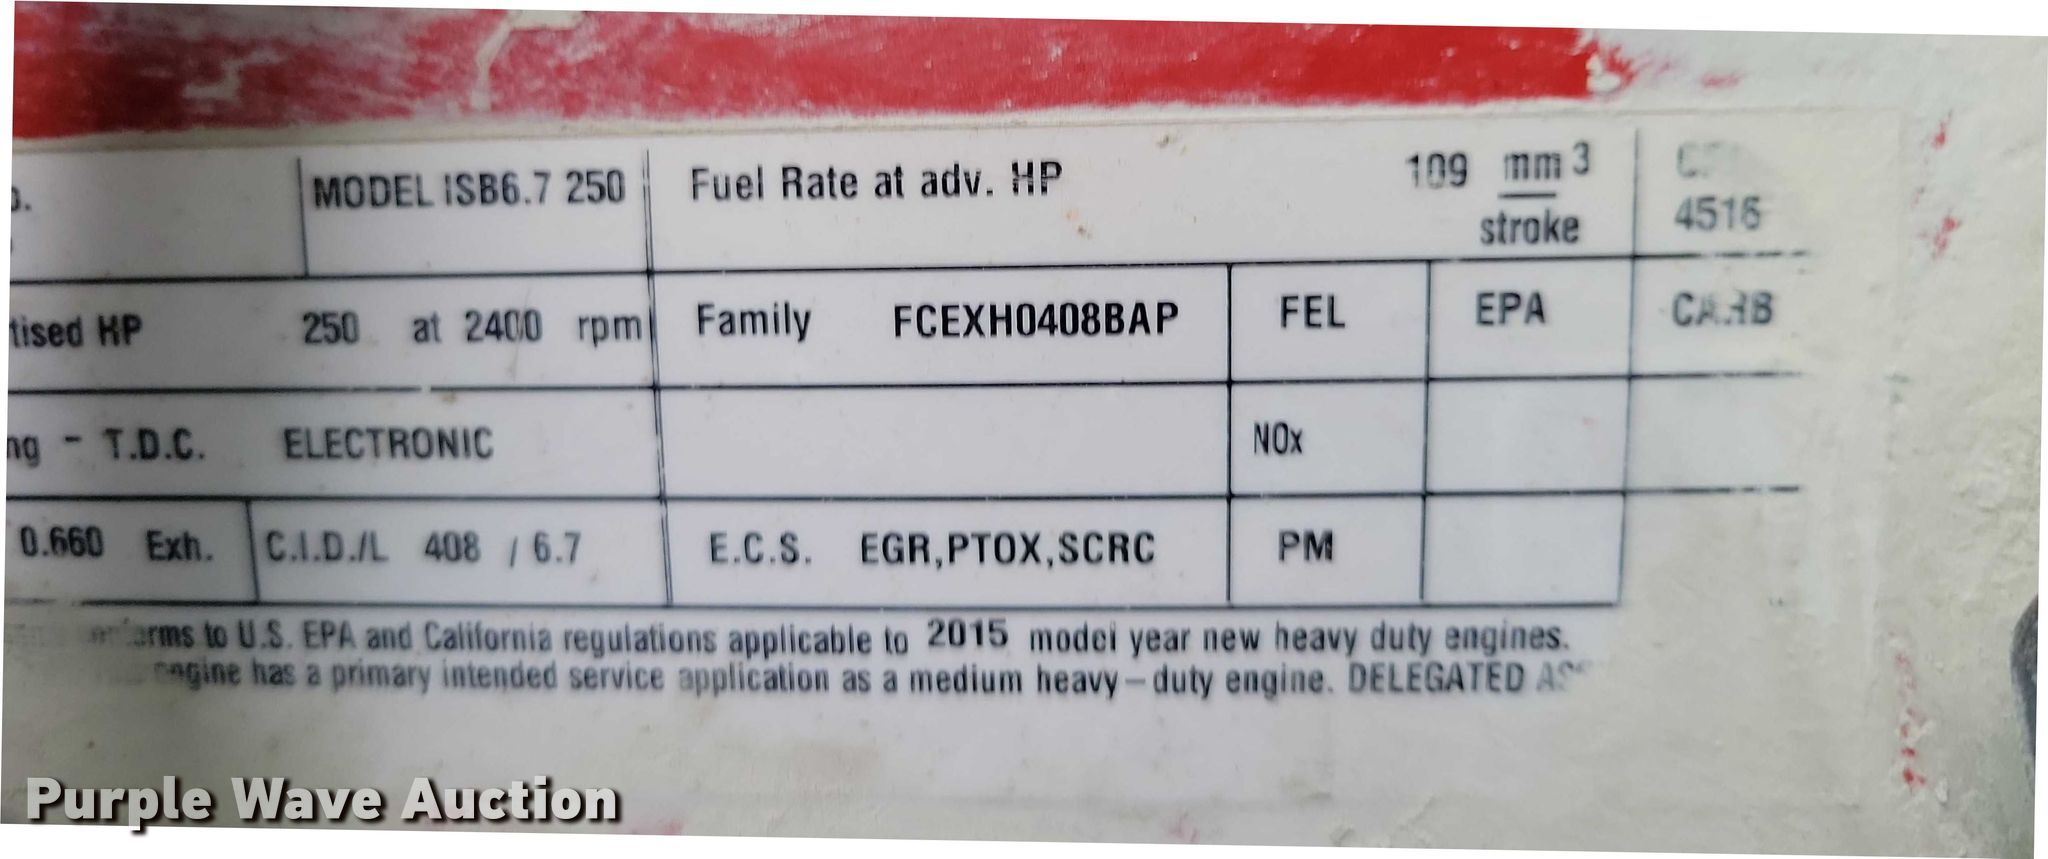 MODEL ISB6.7 250 Fuel Rate at adv. HP 109 mm3 stroke 4516
tised HP 250 at 2400 rpm Family FCEXH0408BAP FEL EPA CARB
ng - T.D.C. ELECTRONIC NOx
0.660 Exh. C.I.D./L 408 / 6.7 E.C.S. EGR,PTOX,SCRC PM
erms to U.S. EPA and California regulations applicable to 2015 model year new heavy duty engines.
engine has a primary intended service application as a medium heavy-duty engine. DELEGATED
Purple Wave Auction